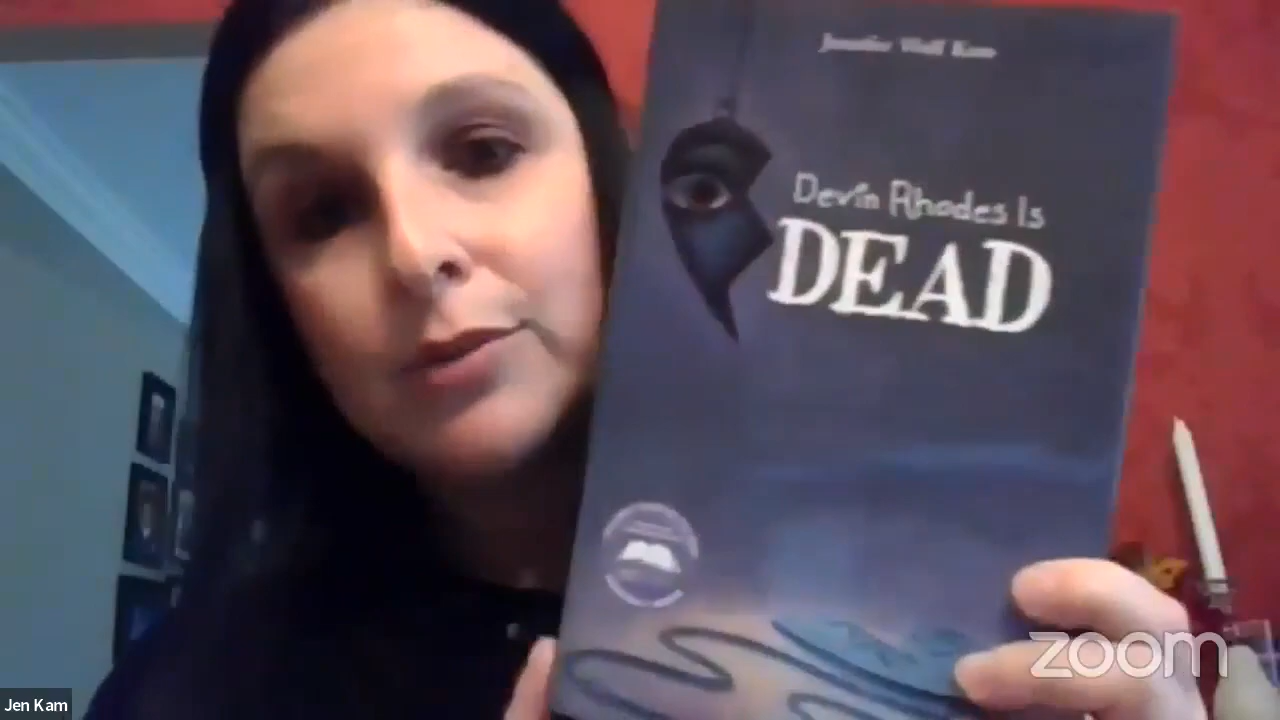 Jennifer Wolf Kam
Devin Rhodes Is
DEAD
zoom
Jen Kam